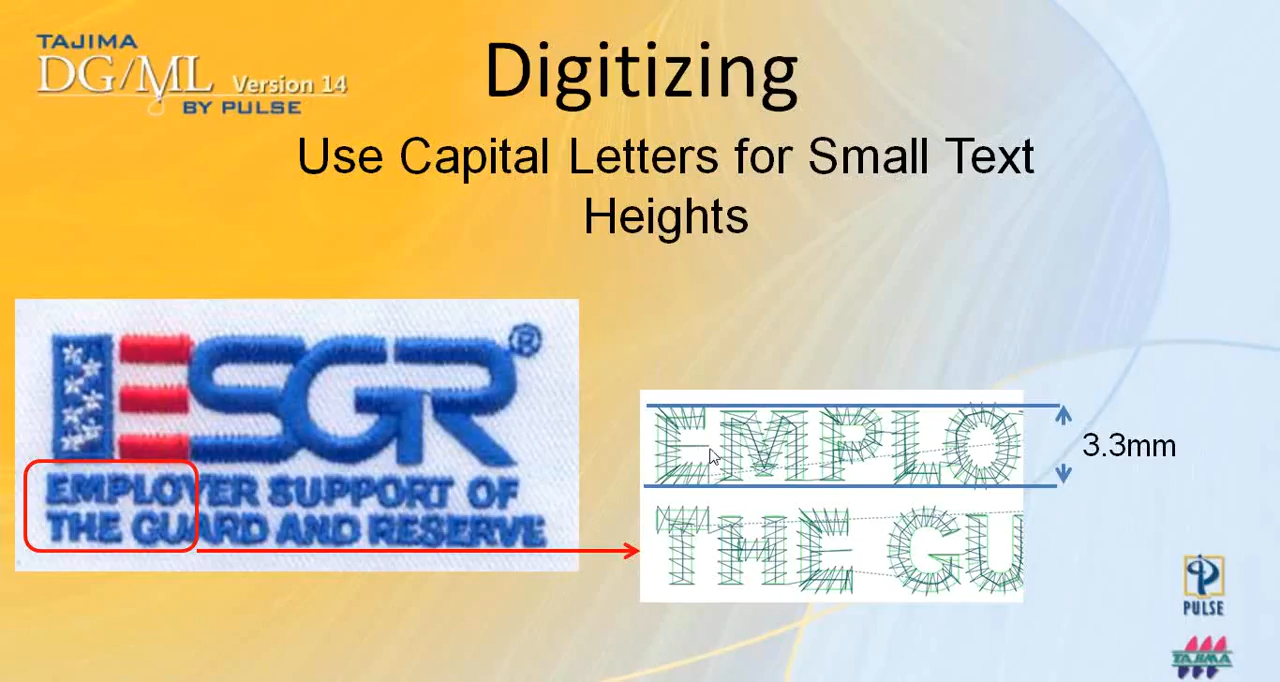 TAJIMA
DG/ML Version 14
BY PULSE
Digitizing
Use Capital Letters for Small Text
Heights
ESGR®
EMPLOYER SUPPORT OF
THE GUARD AND RESERVE
EMPLO
THE GU
3.3mm
PULSE
TAJIMA